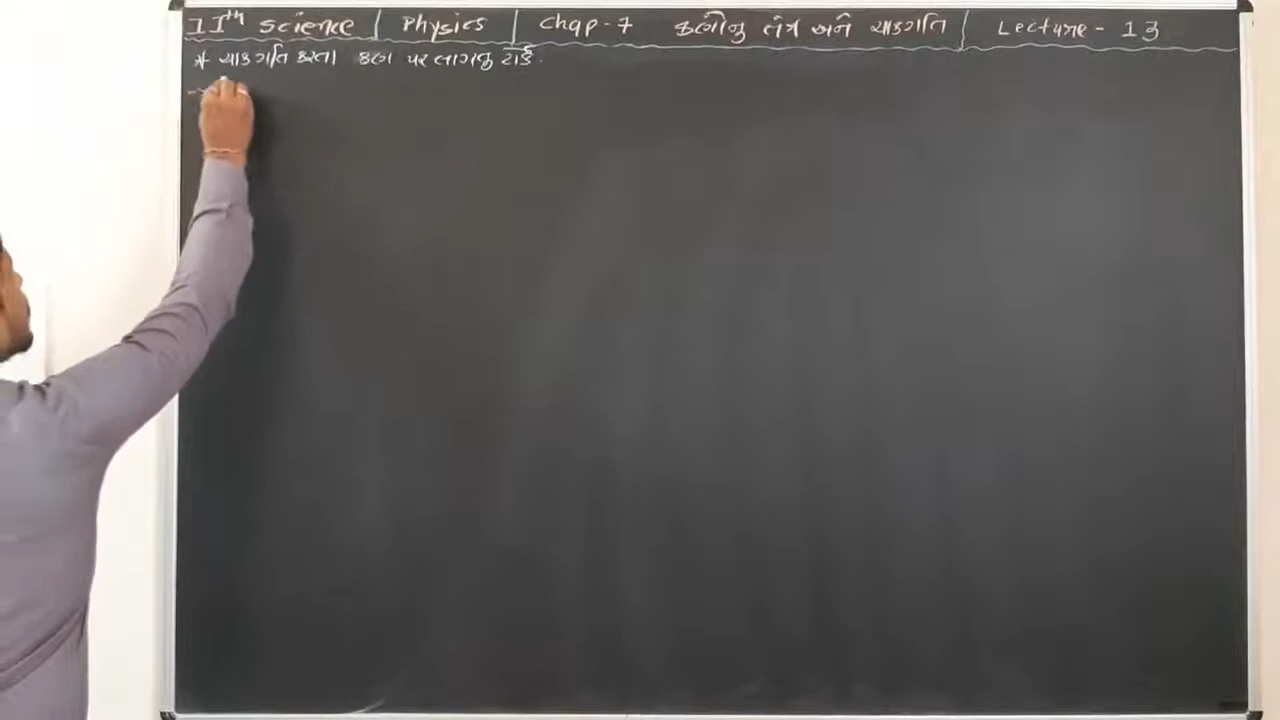 11th Science | Physics | Chap-7 કણોનું તંત્ર અને ચાકગતિ | Lecture - 13
* ચાકગતિ કરતા કણ પર લાગતુ ટોર્ક.